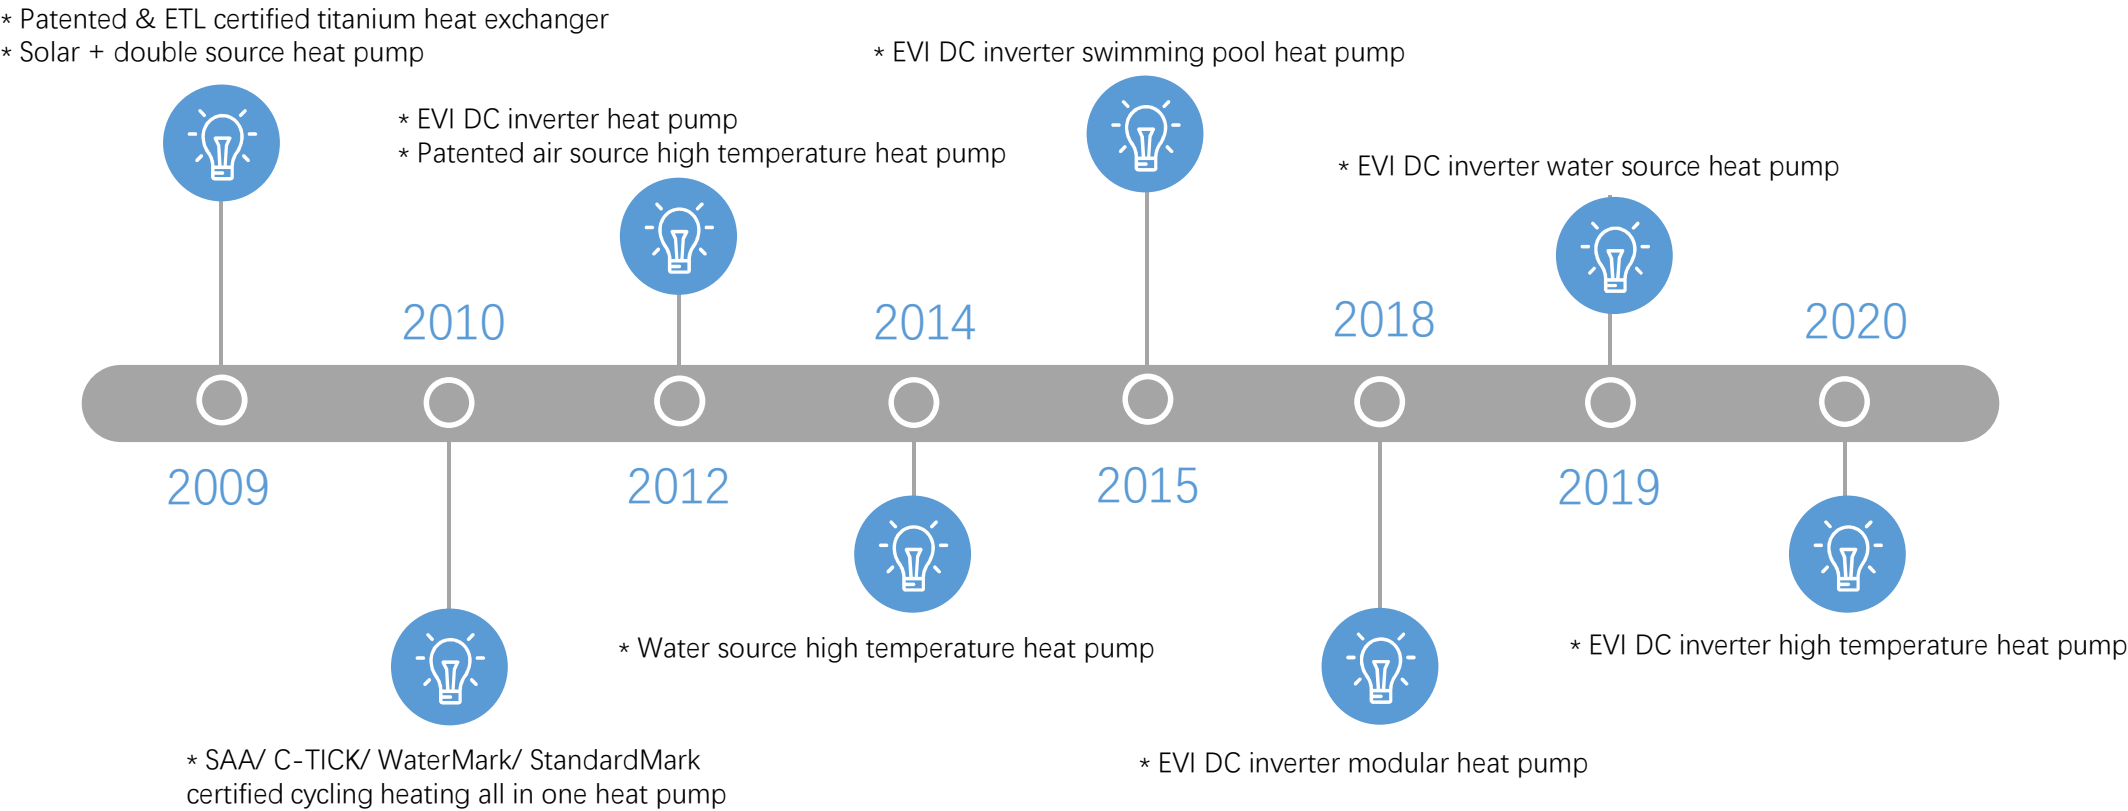 * Patented & ETL certified titanium heat exchanger
* Solar + double source heat pump
* EVI DC inverter swimming pool heat pump
* EVI DC inverter heat pump
* Patented air source high temperature heat pump
* EVI DC inverter water source heat pump
2010
2014
2018
2020
2009
2012
2015
2019
* Water source high temperature heat pump
* EVI DC inverter high temperature heat pump
* SAA/ C-TICK/ WaterMark/ StandardMark
certified cycling heating all in one heat pump
* EVI DC inverter modular heat pump